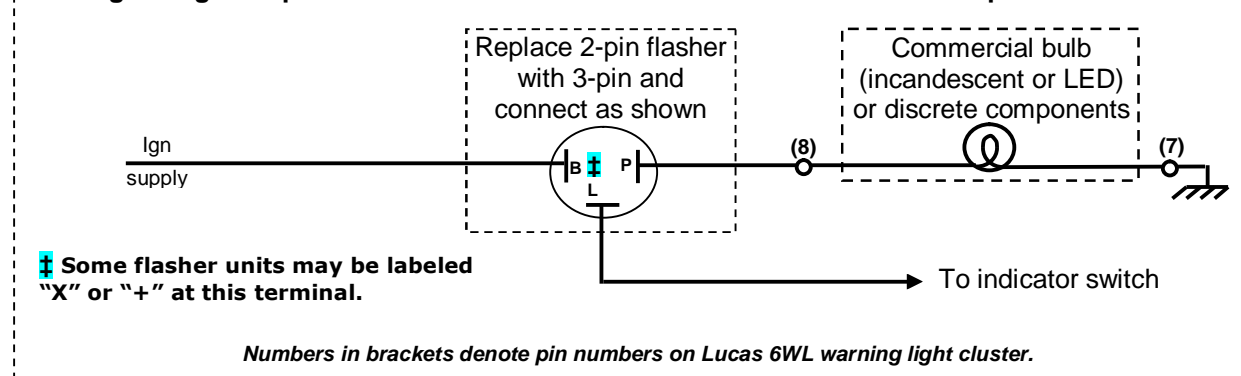 Replace 2-pin flasher
with 3-pin and
connect as shown
Commercial bulb
(incandescent or LED)
or discrete components
Ign
supply
B ‡ P
L
(8)
(7)
To indicator switch
‡ Some flasher units may be labeled
“X” or “+” at this terminal.
Numbers in brackets denote pin numbers on Lucas 6WL warning light cluster.